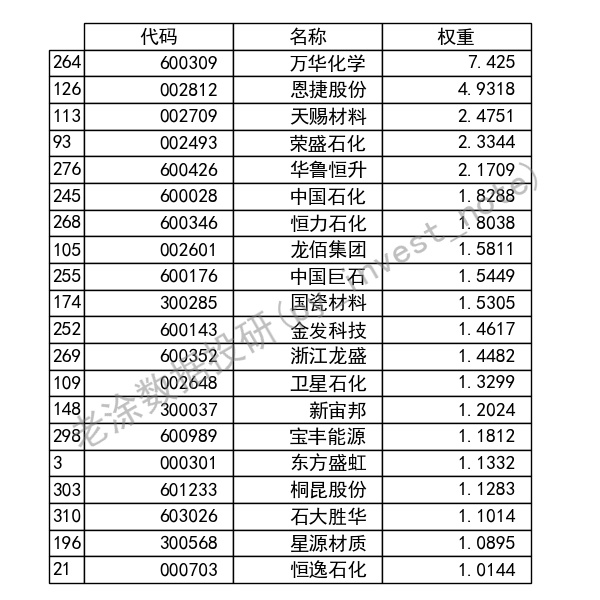 代码 名称 权重
264 600309 万华化学 7.425
126 002812 恩捷股份 4.9318
113 002709 天赐材料 2.4751
93 002493 荣盛石化 2.3344
276 600426 华鲁恒升 2.1709
245 600028 中国石化 1.8288
268 600346 恒力石化 1.8038
105 002601 龙佰集团 1.5811
255 600176 中国巨石 1.5449
174 300285 国瓷材料 1.5305
252 600143 金发科技 1.4617
269 600352 浙江龙盛 1.4482
109 002648 卫星石化 1.3299
148 300037 新宙邦 1.2024
298 600989 宝丰能源 1.1812
3 000301 东方盛虹 1.1332
303 601233 桐昆股份 1.1283
310 603026 石大胜华 1.1014
196 300568 星源材质 1.0895
21 000703 恒逸石化 1.0144
老涂数据投研(py_invest_note)